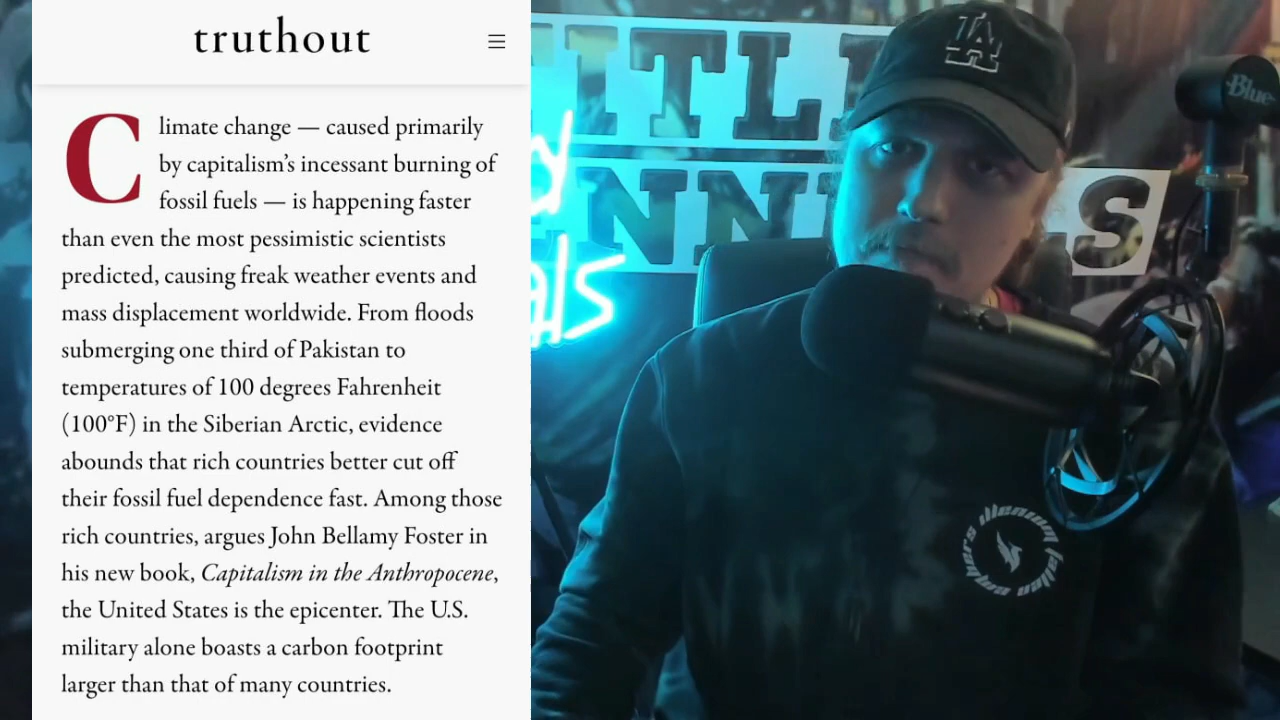 truthout
Climate change — caused primarily
by capitalism’s incessant burning of
fossil fuels — is happening faster
than even the most pessimistic scientists
predicted, causing freak weather events and
mass displacement worldwide. From floods
submerging one third of Pakistan to
temperatures of 100 degrees Fahrenheit
(100°F) in the Siberian Arctic, evidence
abounds that rich countries better cut off
their fossil fuel dependence fast. Among those
rich countries, argues John Bellamy Foster in
his new book, Capitalism in the Anthropocene,
the United States is the epicenter. The U.S.
military alone boasts a carbon footprint
larger than that of many countries.
LA
Blue